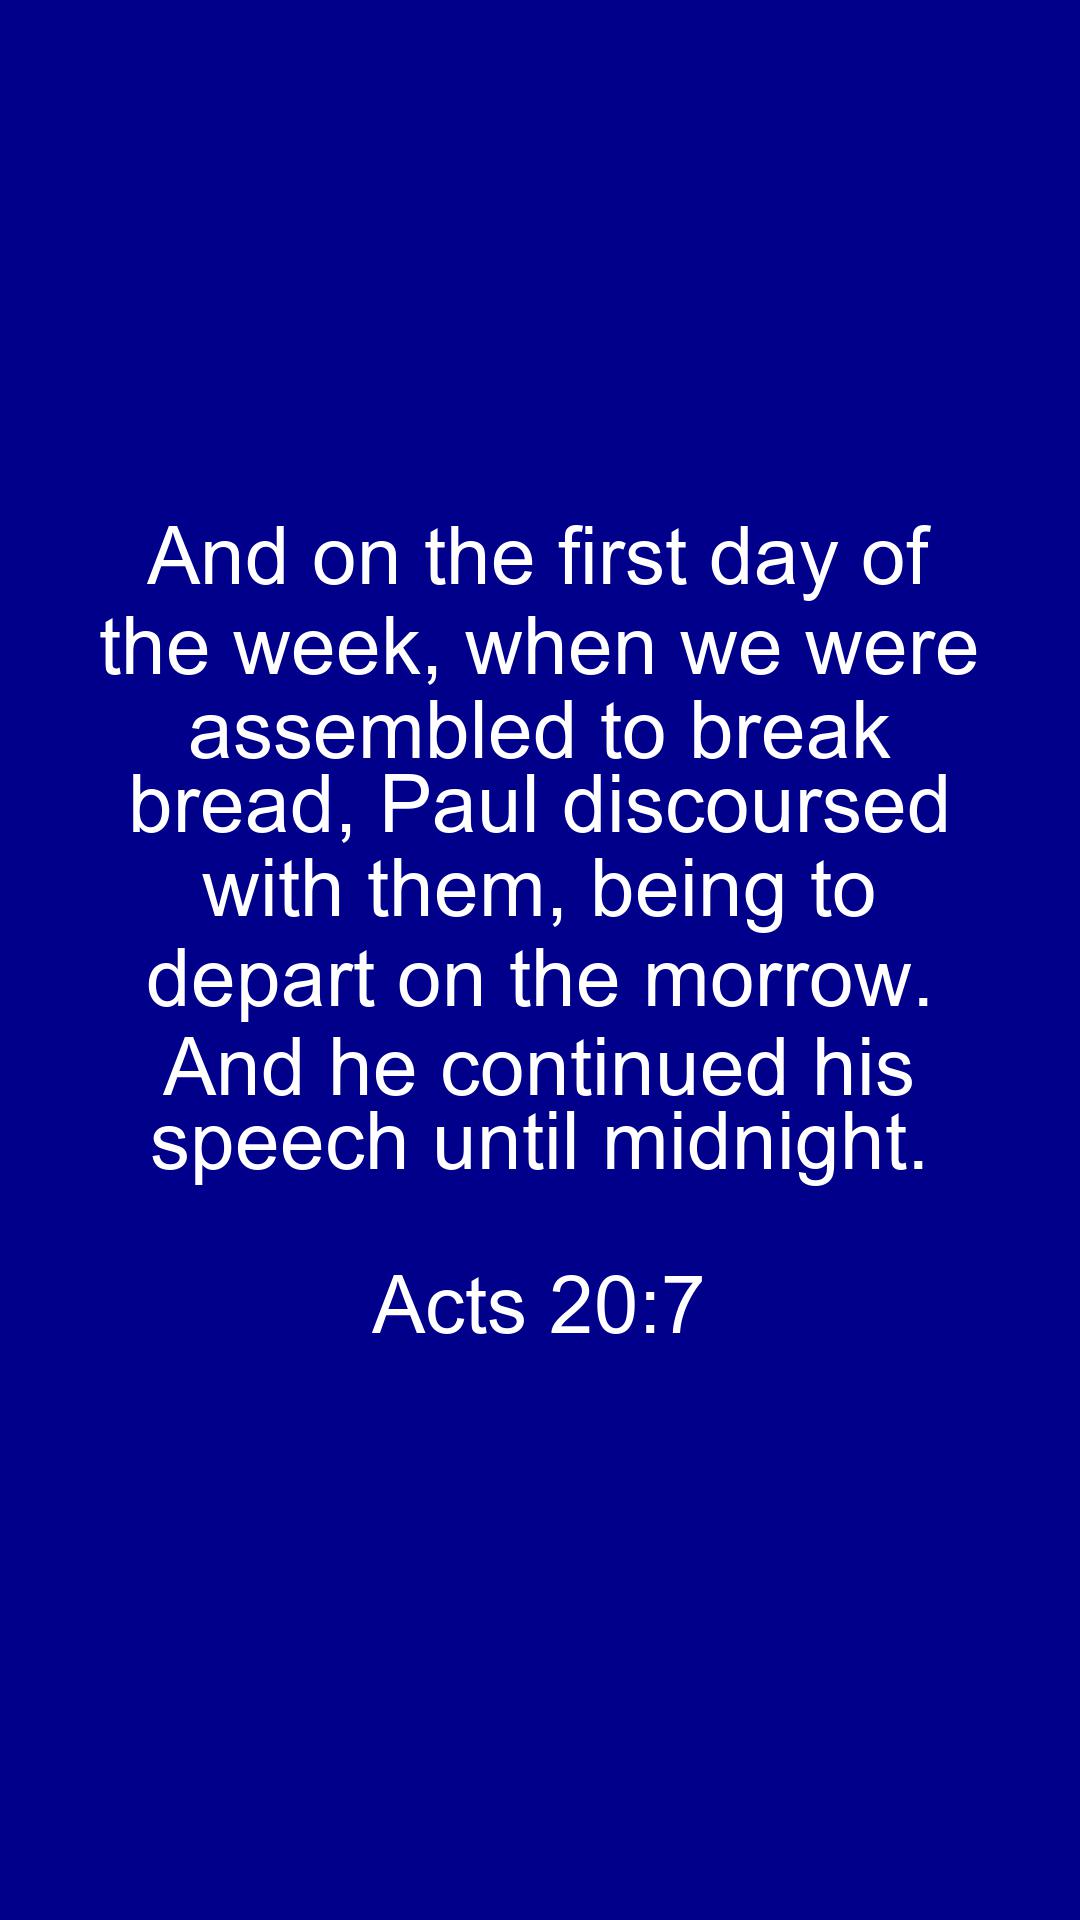 And on the first day of
the week, when we were
assembled to break
bread, Paul discoursed
with them, being to
depart on the morrow.
And he continued his
speech until midnight.
Acts 20:7